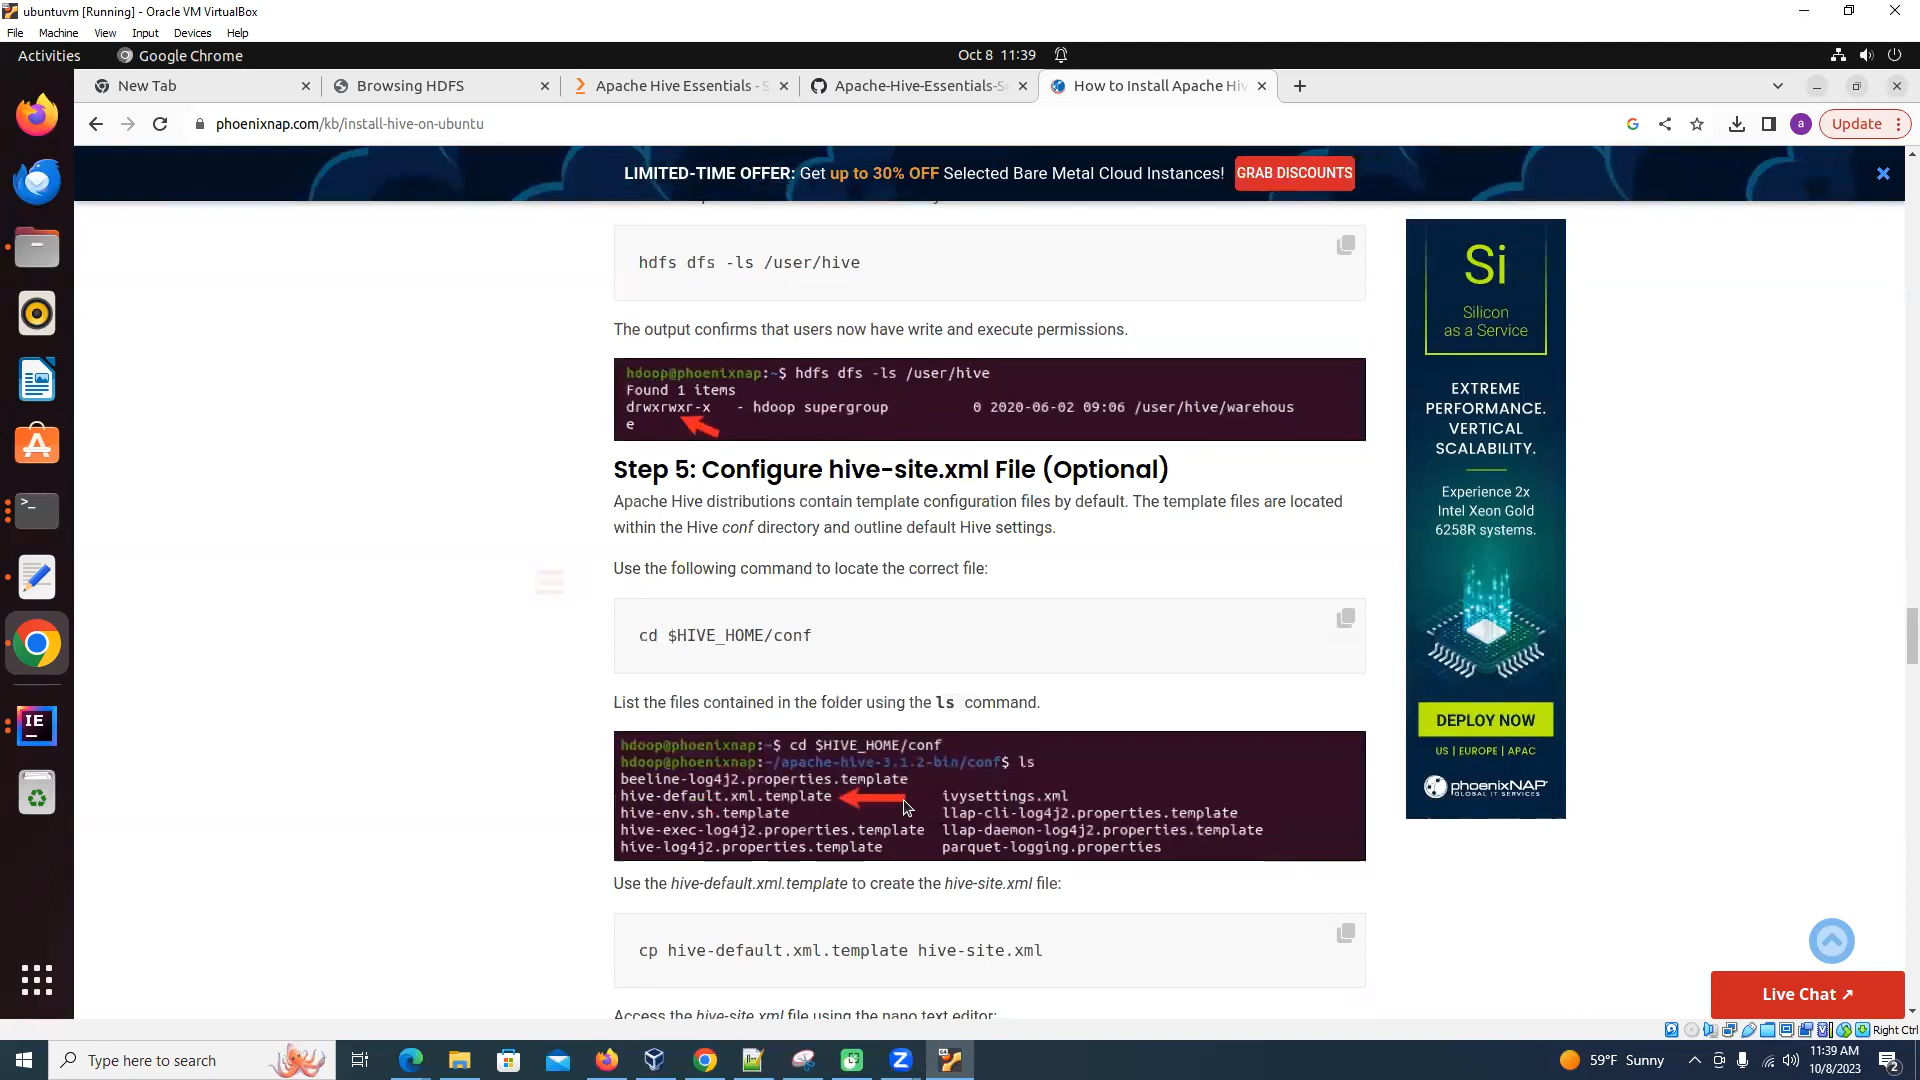 ubuntuvm [Running] - Oracle VM VirtualBox
File Machine View Input Devices Help
Activities Google Chrome Oct 8 11:39
New Tab Browsing HDFS Apache Hive Essentials - S Apache-Hive-Essentials-Se How to Install Apache Hiv
phoenixnap.com/kb/install-hive-on-ubuntu
a Update
LIMITED-TIME OFFER: Get up to 30% OFF Selected Bare Metal Cloud Instances! GRAB DISCOUNTS
hdfs dfs -ls /user/hive
The output confirms that users now have write and execute permissions.
hdoop@phoenixnap:~$ hdfs dfs -ls /user/hive
Found 1 items
drwxrwxr-x - hdoop supergroup 0 2020-06-02 09:06 /user/hive/warehous
e
Step 5: Configure hive-site.xml File (Optional)
Apache Hive distributions contain template configuration files by default. The template files are located
within the Hive conf directory and outline default Hive settings.
Use the following command to locate the correct file:
cd $HIVE_HOME/conf
List the files contained in the folder using the ls command.
hdoop@phoenixnap:~$ cd $HIVE_HOME/conf
hdoop@phoenixnap:~/apache-hive-3.1.2-bin/conf$ ls
beeline-log4j2.properties.template
hive-default.xml.template ivysettings.xml
hive-env.sh.template llap-cli-log4j2.properties.template
hive-exec-log4j2.properties.template llap-daemon-log4j2.properties.template
hive-log4j2.properties.template parquet-logging.properties
Use the hive-default.xml.template to create the hive-site.xml file:
cp hive-default.xml.template hive-site.xml
Access the hive-site.xml file using the nano text editor:
Si
Silicon
as a Service
EXTREME
PERFORMANCE.
VERTICAL
SCALABILITY.
Experience 2x
Intel Xeon Gold
6258R systems.
DEPLOY NOW
US | EUROPE | APAC
phoenixNAP
GLOBAL IT SERVICES
Live Chat ↗
IE
Right Ctrl
Type here to search
59°F Sunny
11:39 AM
10/8/2023
2